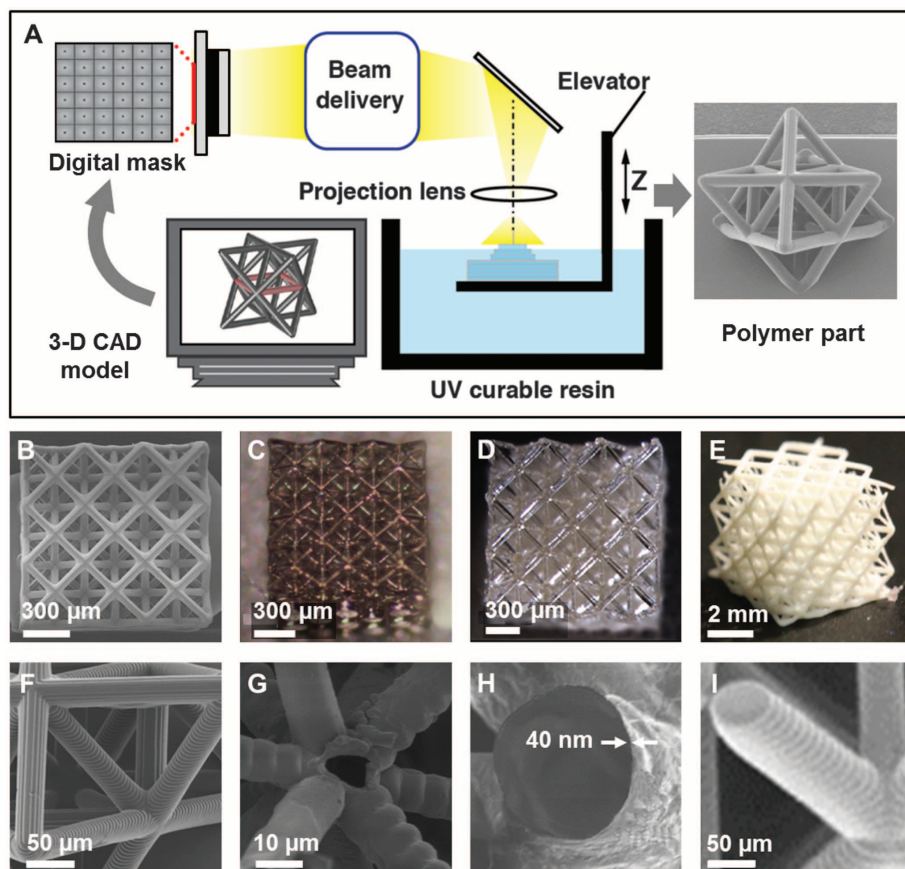 A
Digital mask
Beam
delivery
Elevator
Z
Projection lens
3-D CAD
model
UV curable resin
Polymer part
B
300 µm
C
300 µm
D
300 µm
E
2 mm
F
50 µm
G
10 µm
H
40 nm
I
50 µm